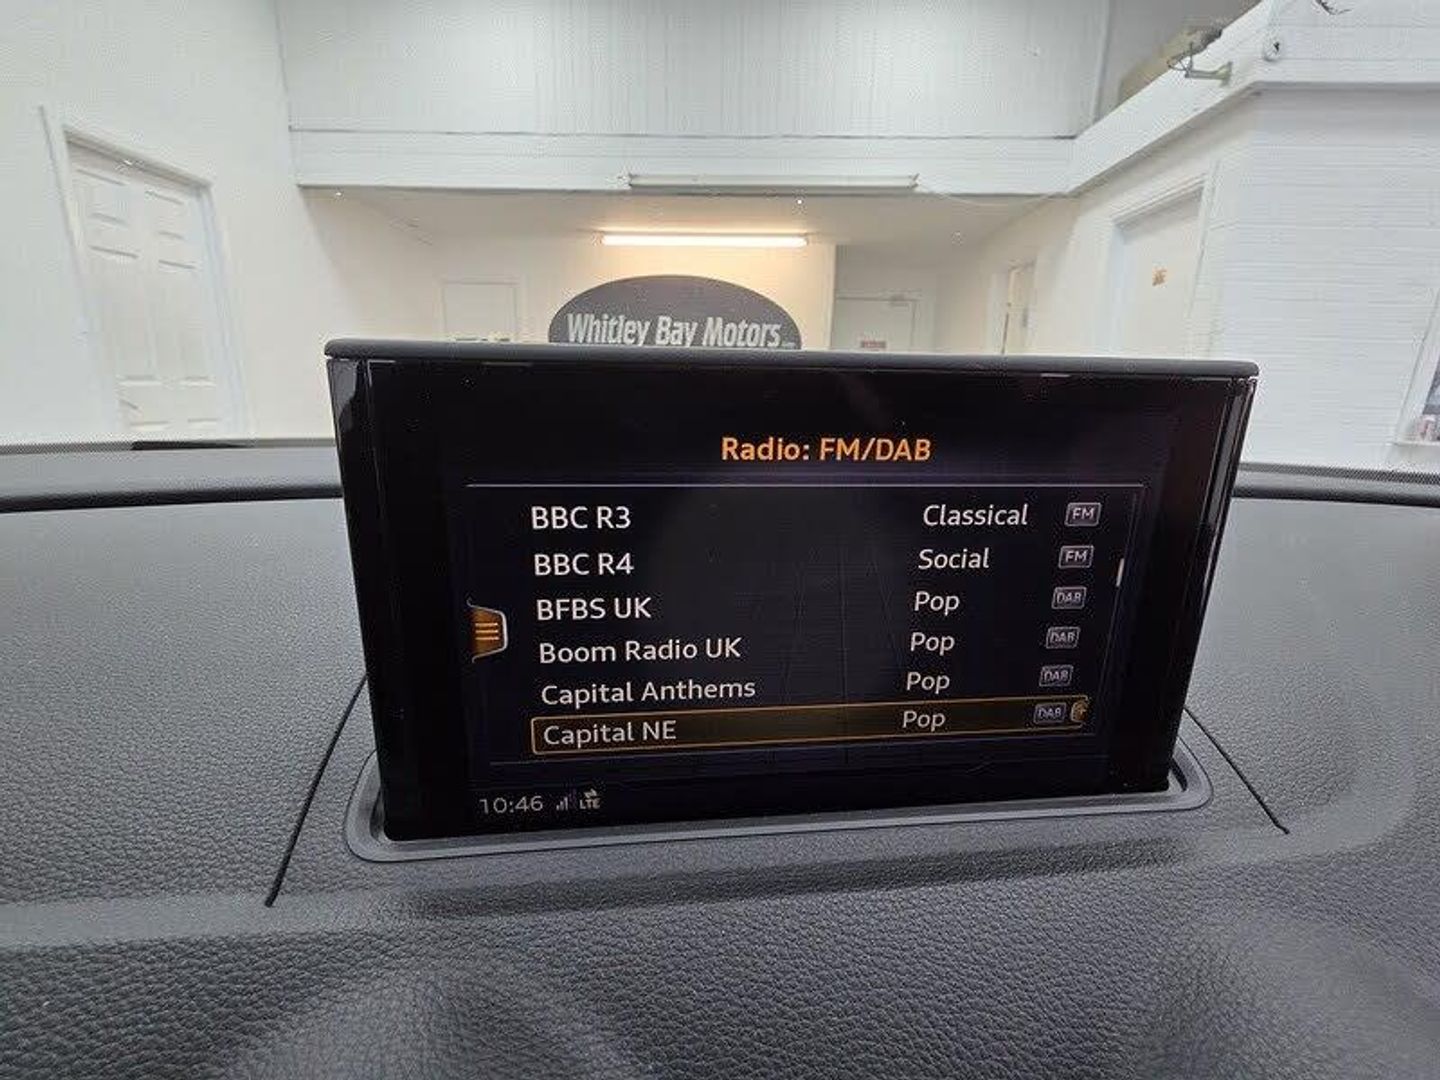 Whitley Bay Motors
Radio: FM/DAB
BBC R3 Classical FM
BBC R4 Social FM
BFBS UK Pop DAB
Boom Radio UK Pop DAB
Capital Anthems Pop DAB
Capital NE Pop DAB
10:46 LTE